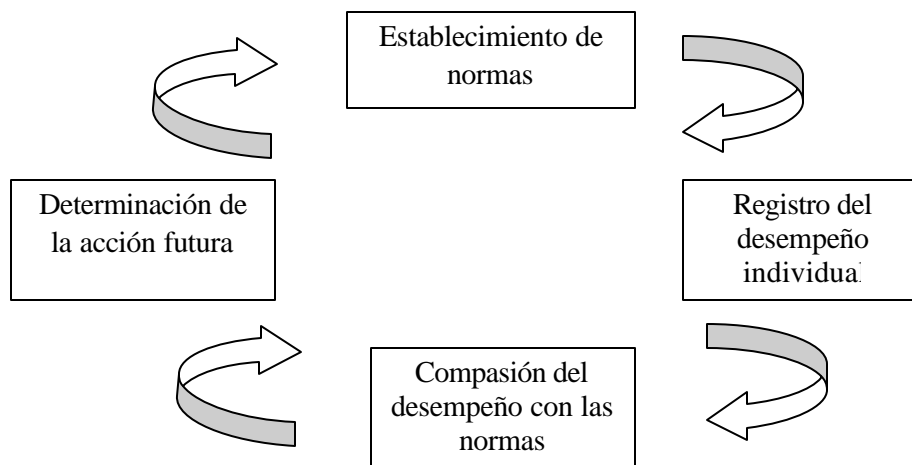 Establecimiento de
normas
Determinación de
la acción futura
Registro del
desempeño
individual
Compasión del
desempeño con las
normas